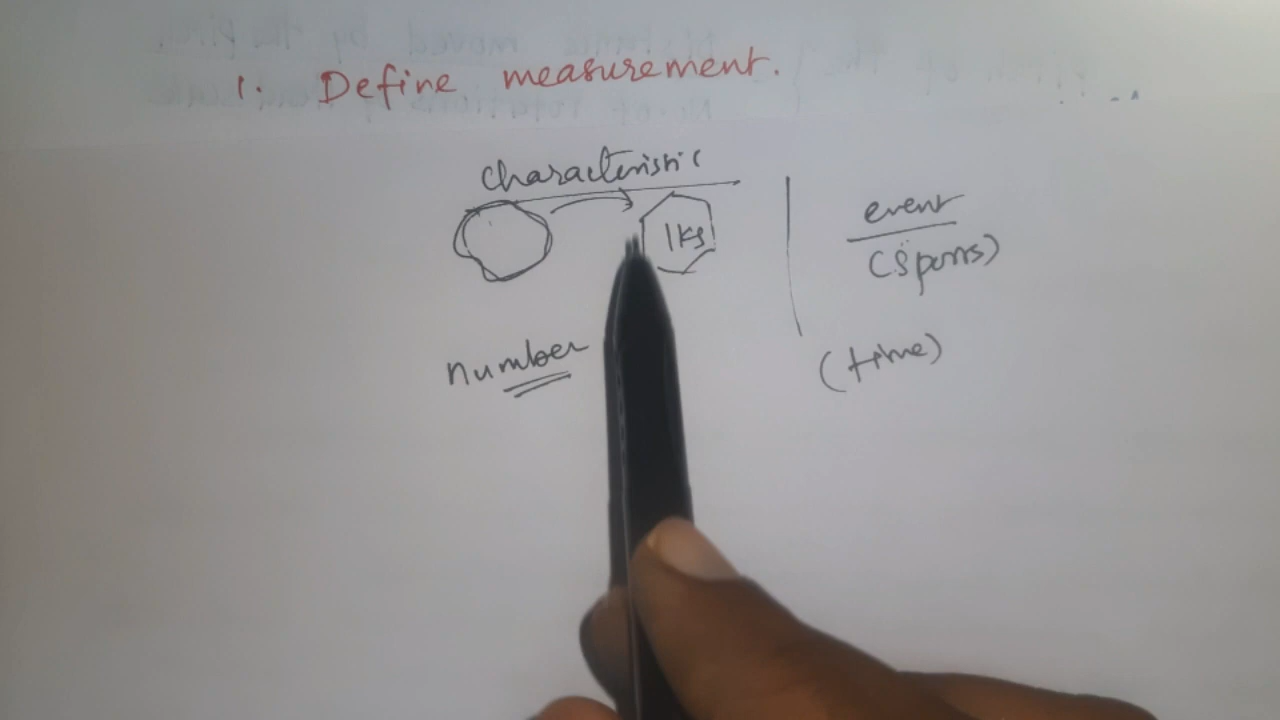 1. Define measurement.
characteristic
1kg
event
(Sports)
number
(time)